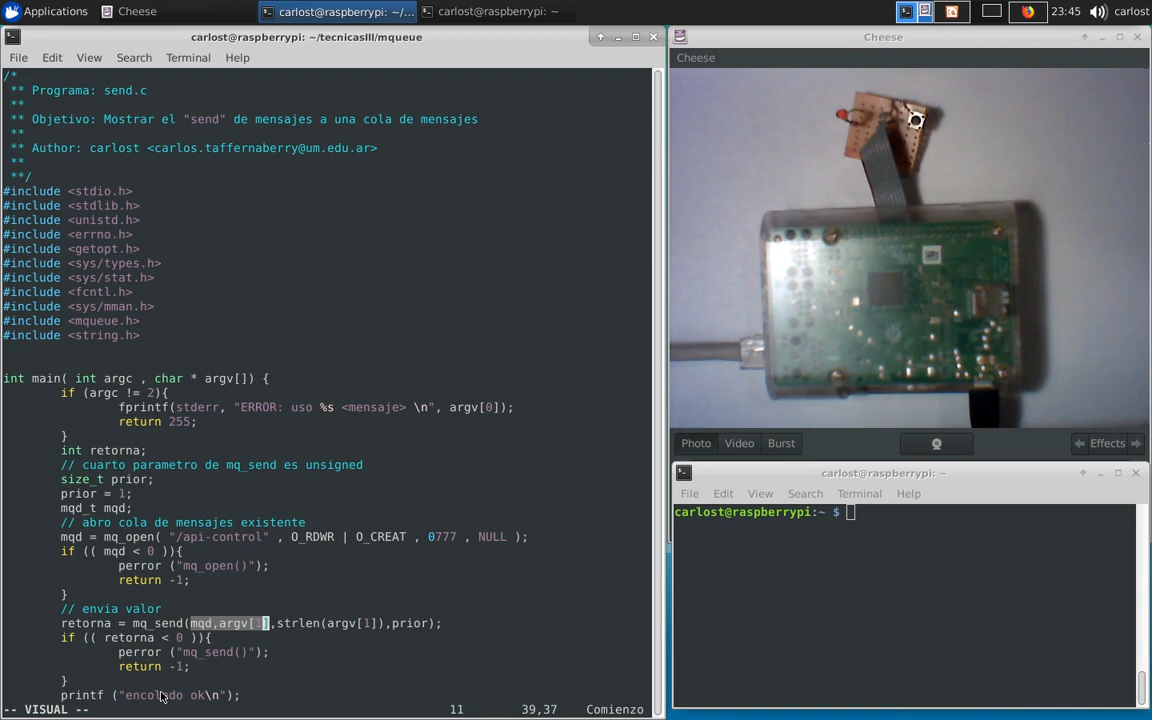 Applications
Cheese
carlost@raspberrypi: ~/...
carlost@raspberrypi: ~
23:45
carlost
carlost@raspberrypi: ~/tecnicasIII/mqueue
File Edit View Search Terminal Help
/*
** Programa: send.c
**
** Objetivo: Mostrar el "send" de mensajes a una cola de mensajes
**
** Author: carlost <carlos.taffernaberry@um.edu.ar>
**
**/
#include <stdio.h>
#include <stdlib.h>
#include <unistd.h>
#include <errno.h>
#include <getopt.h>
#include <sys/types.h>
#include <sys/stat.h>
#include <fcntl.h>
#include <sys/mman.h>
#include <mqueue.h>
#include <string.h>
int main( int argc , char * argv[]) {
if (argc != 2){
fprintf(stderr, "ERROR: uso %s <mensaje> \n", argv[0]);
return 255;
}
int retorna;
// cuarto parametro de mq_send es unsigned
size_t prior;
prior = 1;
mqd_t mqd;
// abro cola de mensajes existente
mqd = mq_open( "/api-control" , O_RDWR | O_CREAT , 0777 , NULL );
if (( mqd < 0 )){
perror ("mq_open()");
return -1;
}
// envia valor
retorna = mq_send(mqd,argv[1],strlen(argv[1]),prior);
if (( retorna < 0 )){
perror ("mq_send()");
return -1;
}
printf ("encolado ok\n");
-- VISUAL -- 11 39,37 Comienzo
Cheese
Cheese
Photo Video Burst Effects
carlost@raspberrypi: ~
File Edit View Search Terminal Help
carlost@raspberrypi:~ $